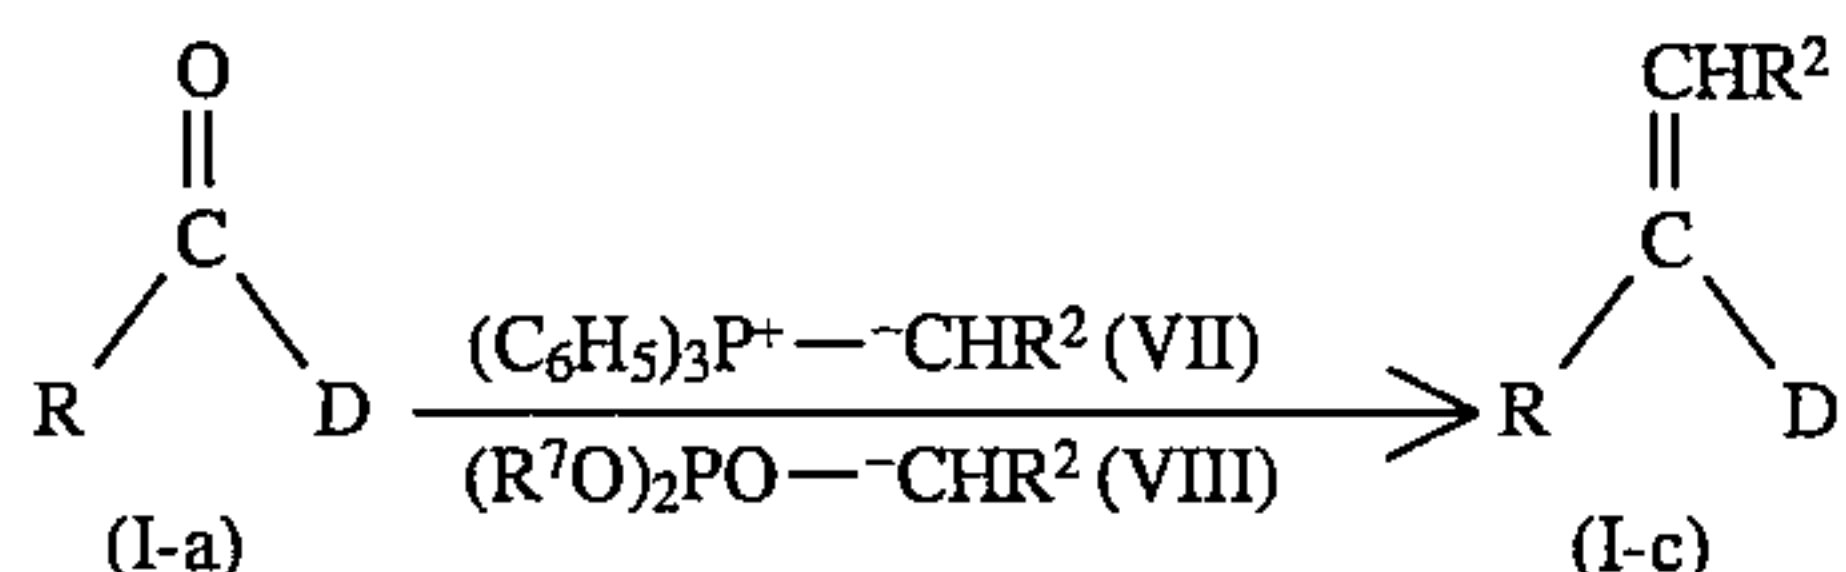 O CHR²
C C
(C₆H₅)₃P⁺—⁻CHR² (VII)
R D R D
(R⁷O)₂PO—⁻CHR² (VIII)
(I-a) (I-c)